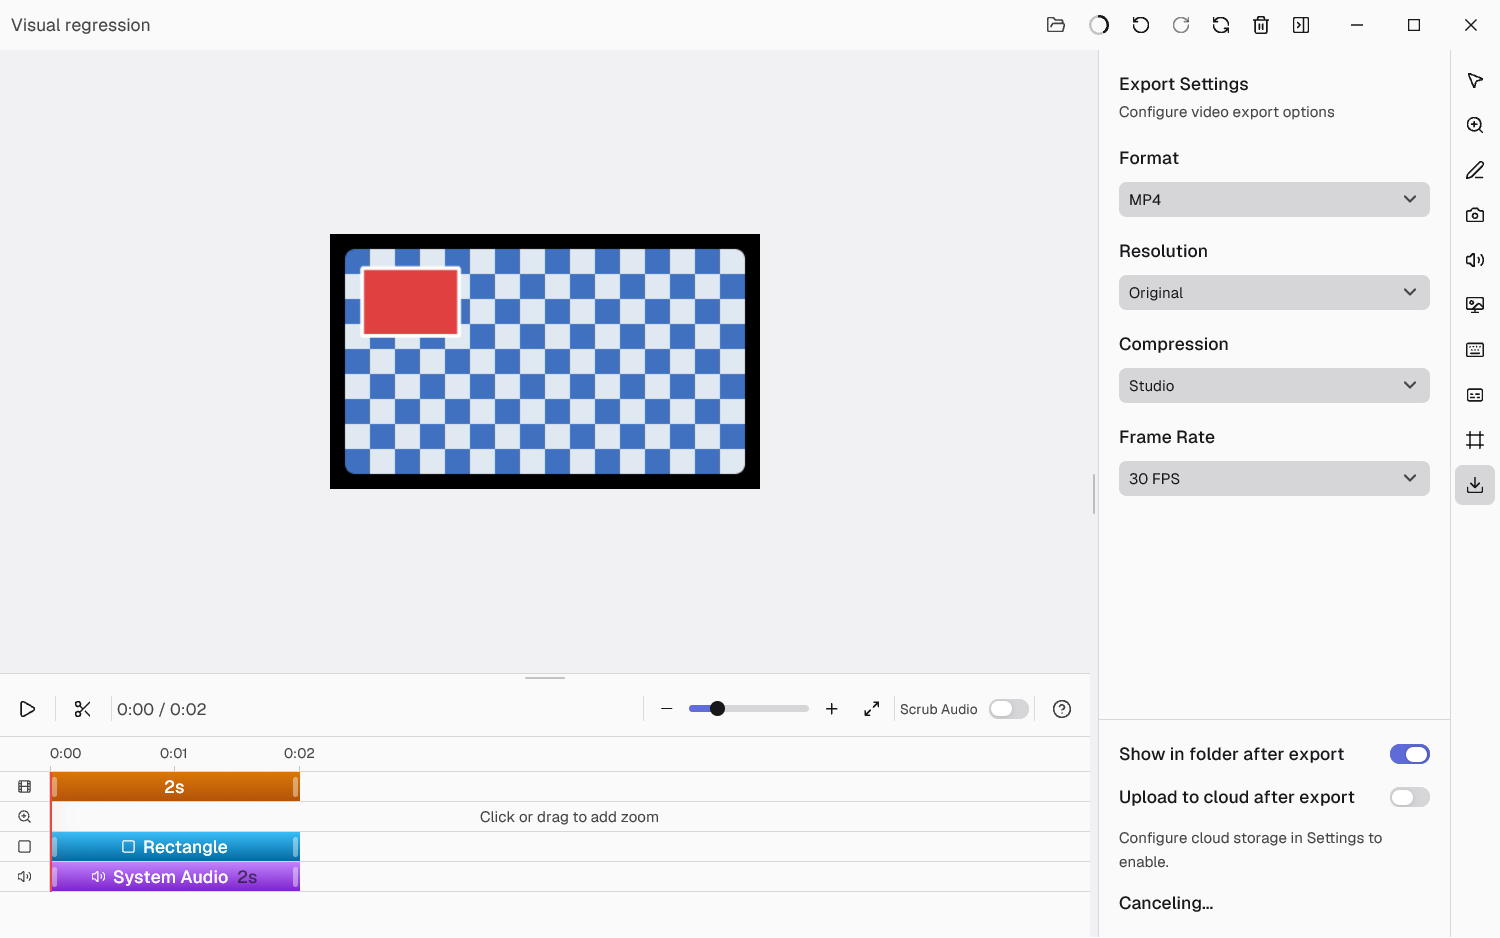 Visual regression
Export Settings
Configure video export options
Format
MP4
Resolution
Original
Compression
Studio
Frame Rate
30 FPS
0:00 / 0:02
Scrub Audio
0:00
0:01
0:02
2s
Click or drag to add zoom
Rectangle
System Audio 2s
Show in folder after export
Upload to cloud after export
Configure cloud storage in Settings to
enable.
Canceling...